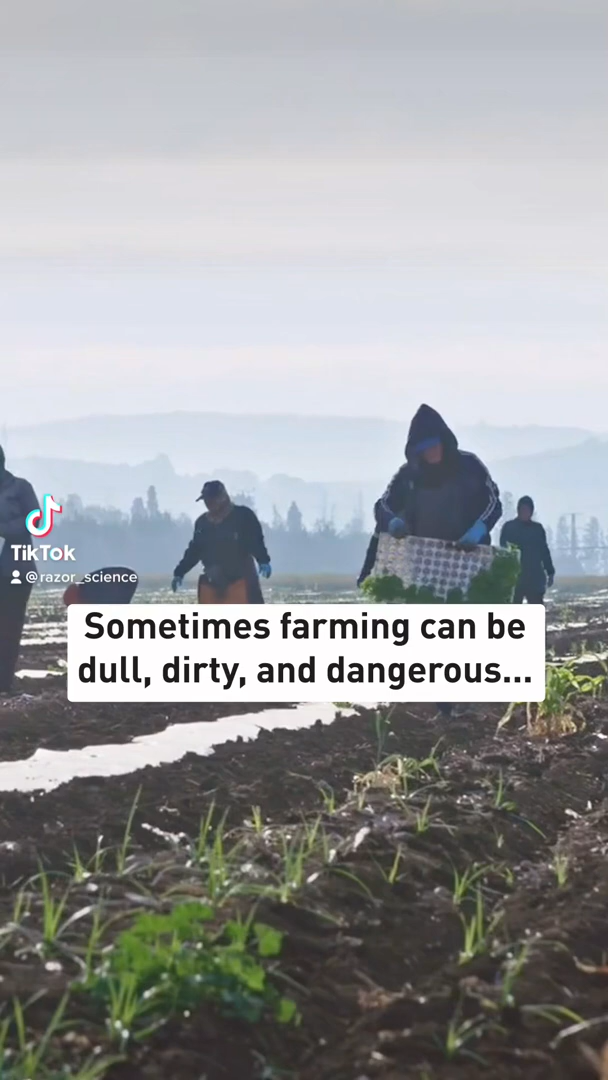 TikTok
@razor_science
Sometimes farming can be
dull, dirty, and dangerous...